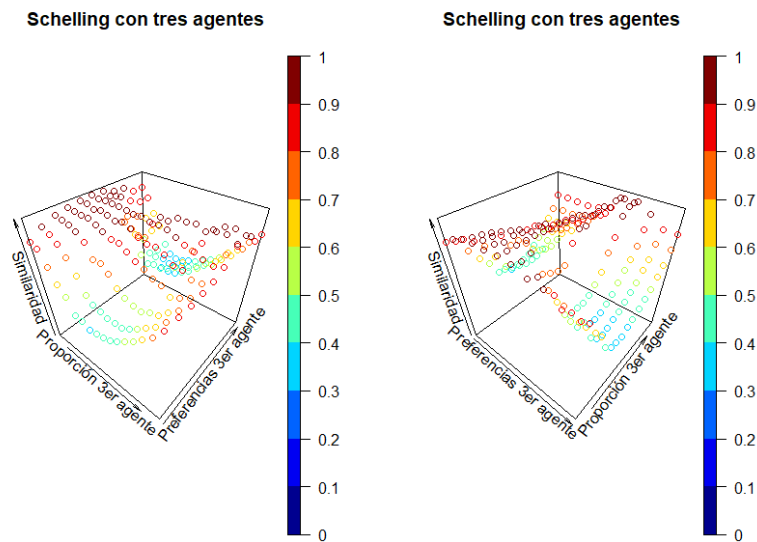 Schelling con tres agentes
1
0.9
0.8
0.7
0.6
0.5
0.4
0.3
0.2
0.1
0
Similaridad
Proporción 3er agente
Preferencias 3er agente
Schelling con tres agentes
1
0.9
0.8
0.7
0.6
0.5
0.4
0.3
0.2
0.1
0
Similaridad
Preferencias 3er agente
Proporción 3er agente